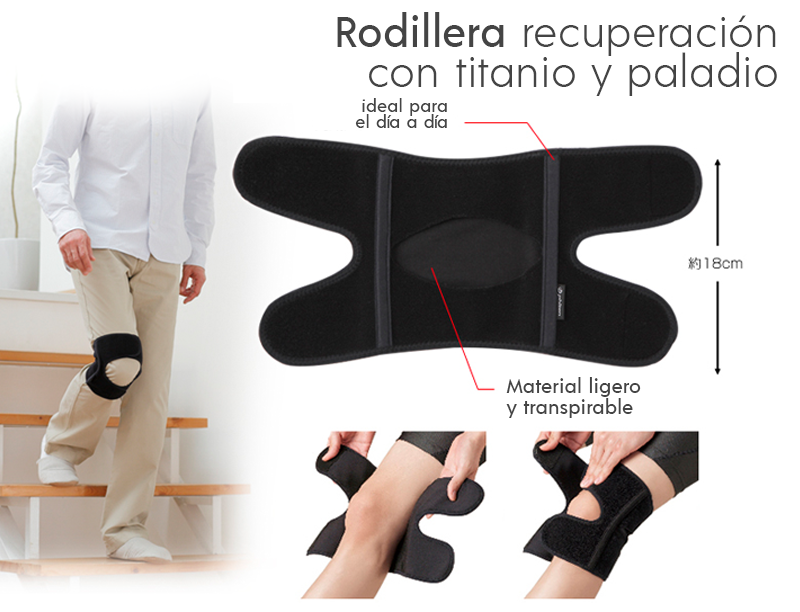 Rodillera recuperación
con titanio y paladio
ideal para
el día a día
約18cm
Material ligero
y transpirable